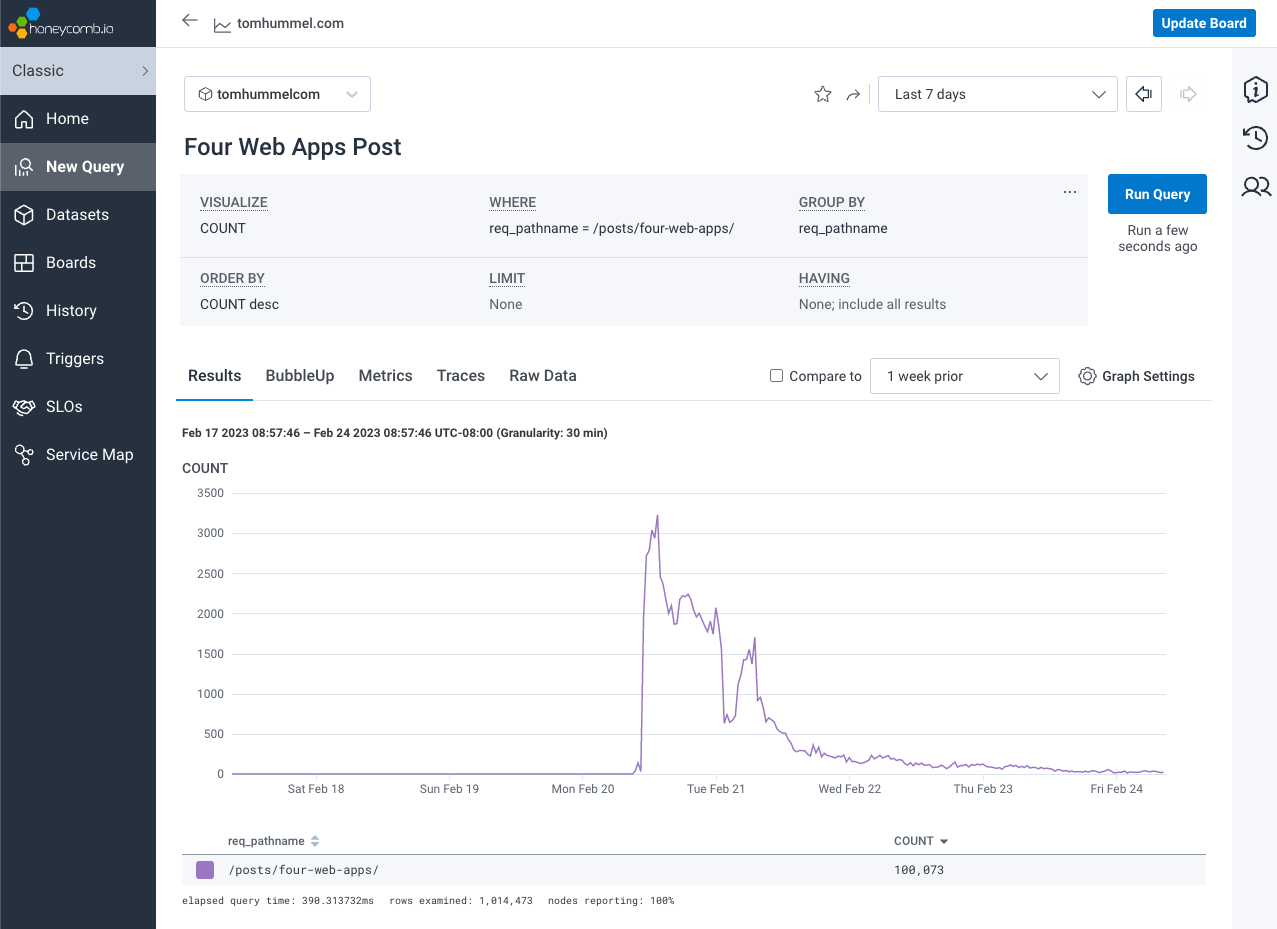 honeycomb.io
tomhummel.com
Update Board
Classic
Home
New Query
Datasets
Boards
History
Triggers
SLOs
Service Map
tomhummelcom
Last 7 days
Four Web Apps Post
VISUALIZE WHERE GROUP BY
COUNT req_pathname = /posts/four-web-apps/ req_pathname
ORDER BY LIMIT HAVING
COUNT desc None None; include all results
Run Query
Run a few
seconds ago
Results BubbleUp Metrics Traces Raw Data Compare to 1 week prior Graph Settings
Feb 17 2023 08:57:46 – Feb 24 2023 08:57:46 UTC-08:00 (Granularity: 30 min)
COUNT
3500
3000
2500
2000
1500
1000
500
0
Sat Feb 18 Sun Feb 19 Mon Feb 20 Tue Feb 21 Wed Feb 22 Thu Feb 23 Fri Feb 24
req_pathname COUNT
/posts/four-web-apps/ 100,073
elapsed query time: 390.313732ms rows examined: 1,014,473 nodes reporting: 100%